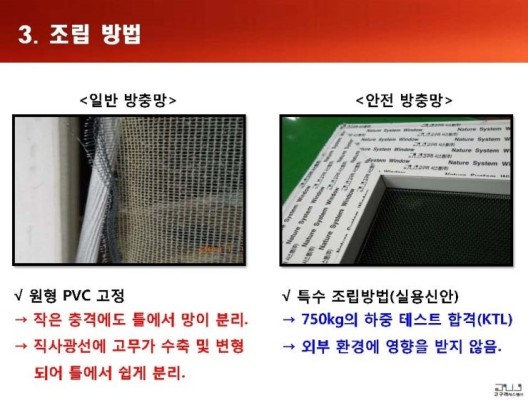 3. 조립 방법
<일반 방충망>
<안전 방충망>
Nature System Window
Nature System Window
Nature System Window
√ 원형 PVC 고정
→ 작은 충격에도 틀에서 망이 분리.
→ 직사광선에 고무가 수축 및 변형
되어 틀에서 쉽게 분리.
√ 특수 조립방법(실용신안)
→ 750kg의 하중 테스트 합격(KTL)
→ 외부 환경에 영향을 받지 않음.